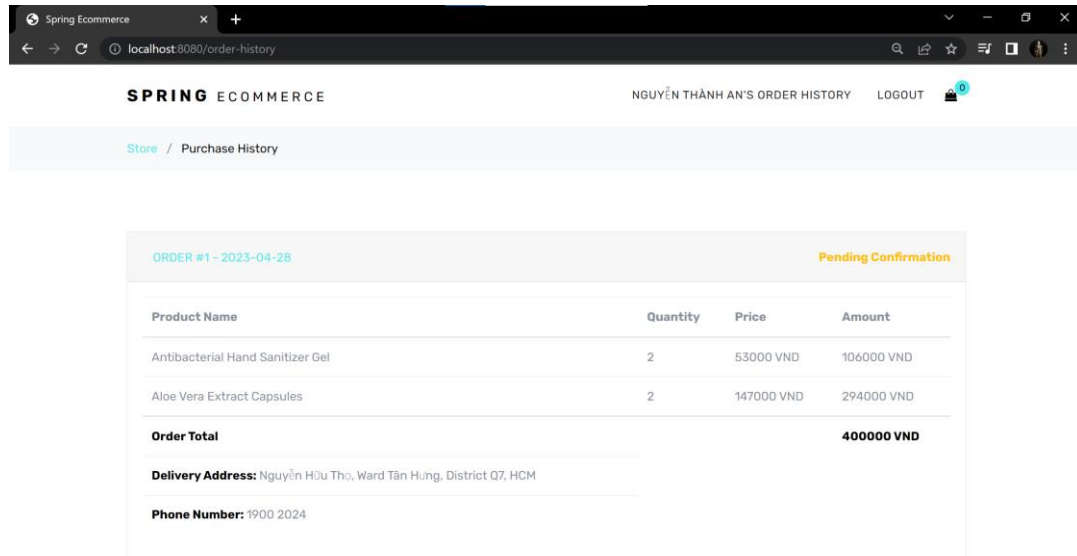 Spring Ecommerce
localhost:8080/order-history
SPRING ECOMMERCE NGUYỄN THÀNH AN'S ORDER HISTORY LOGOUT 0
Store / Purchase History
ORDER #1 - 2023-04-28 Pending Confirmation
Product Name Quantity Price Amount
Antibacterial Hand Sanitizer Gel 2 53000 VND 106000 VND
Aloe Vera Extract Capsules 2 147000 VND 294000 VND
Order Total 400000 VND
Delivery Address: Nguyễn Hữu Thọ, Ward Tân Hưng, District Q7, HCM
Phone Number: 1900 2024